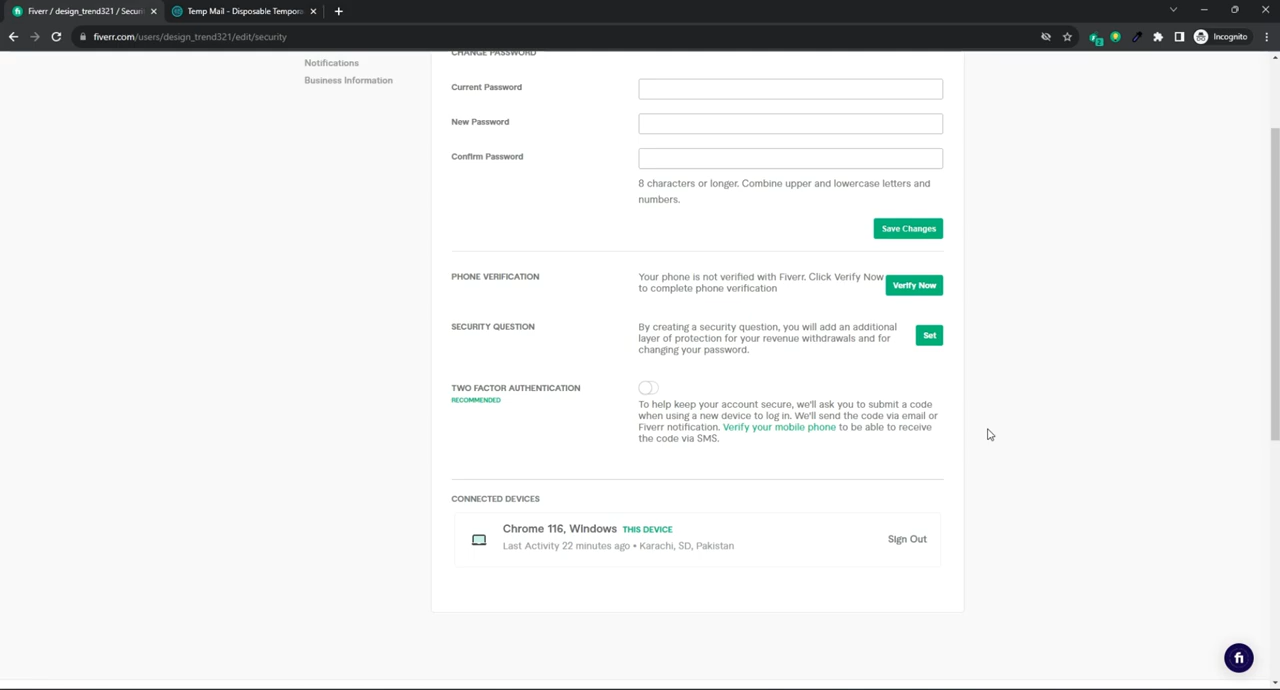 Fiverr / design_trend321 / Securi
Temp Mail - Disposable Temporo
fiverr.com/users/design_trend321/edit/security
Incognito
2
CHANGE PASSWORD
Notifications
Business Information
Current Password
New Password
Confirm Password
8 characters or longer. Combine upper and lowercase letters and
numbers.
Save Changes
PHONE VERIFICATION
Your phone is not verified with Fiverr. Click Verify Now
to complete phone verification
Verify Now
SECURITY QUESTION
By creating a security question, you will add an additional
layer of protection for your revenue withdrawals and for
changing your password.
Set
TWO FACTOR AUTHENTICATION
RECOMMENDED
To help keep your account secure, we'll ask you to submit a code
when using a new device to log in. We'll send the code via email or
Fiverr notification. Verify your mobile phone to be able to receive
the code via SMS.
CONNECTED DEVICES
Chrome 116, Windows THIS DEVICE
Last Activity 22 minutes ago • Karachi, SD, Pakistan
Sign Out
fi